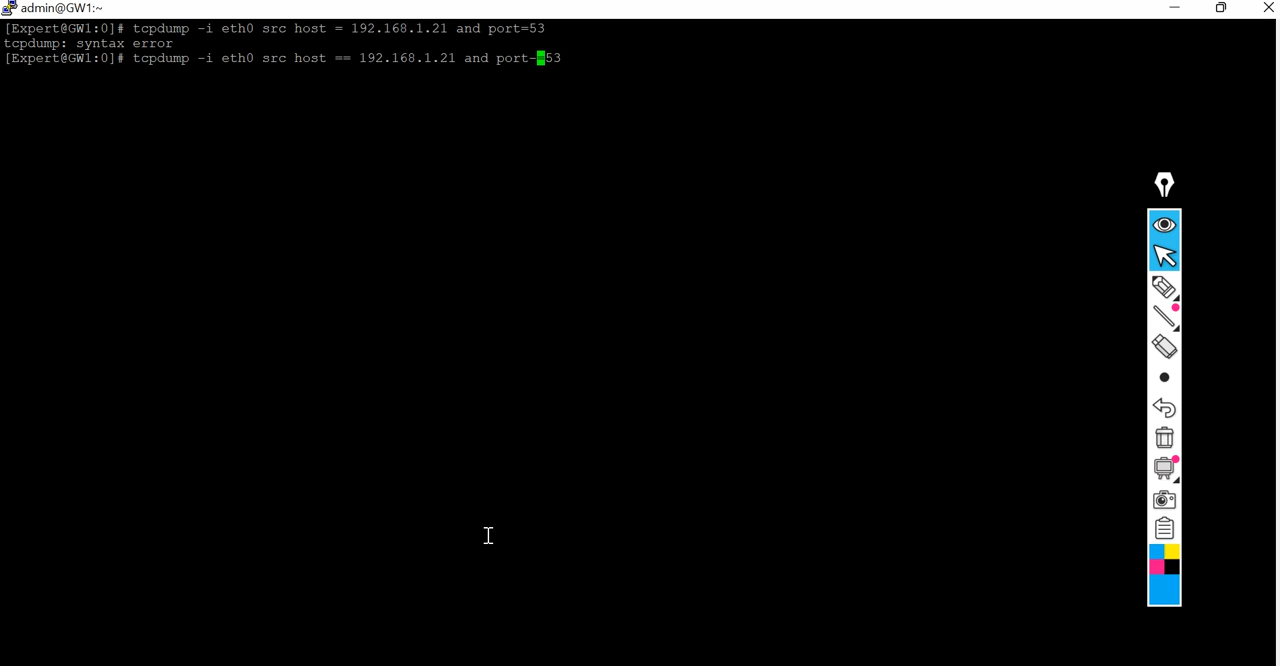 admin@GW1:~
[Expert@GW1:0]# tcpdump -i eth0 src host = 192.168.1.21 and port=53
tcpdump: syntax error
[Expert@GW1:0]# tcpdump -i eth0 src host == 192.168.1.21 and port-=53